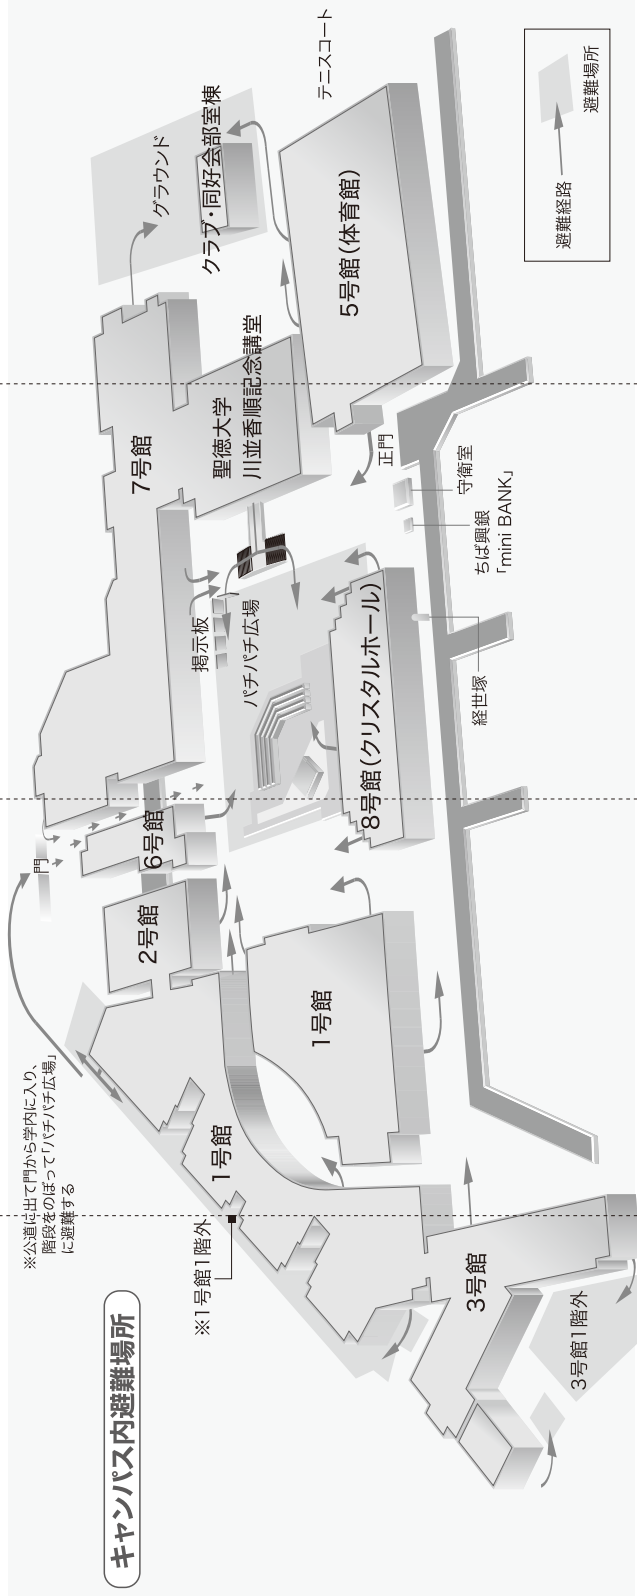 キャンパス内避難場所
※公道に出て門から学内に入り、
階段をのぼって「パチパチ広場」
に避難する
※1号館1階外
3号館1階外
3号館
1号館
1号館
2号館
門
6号館
7号館
掲示板
パチパチ広場
8号館(クリスタルホール)
経世塚
ちば興銀
「mini BANK」
守衛室
正門
聖徳大学
川並香順記念講堂
5号館(体育館)
グラウンド
クラブ・同好会部室棟
テニスコート
避難経路
避難場所